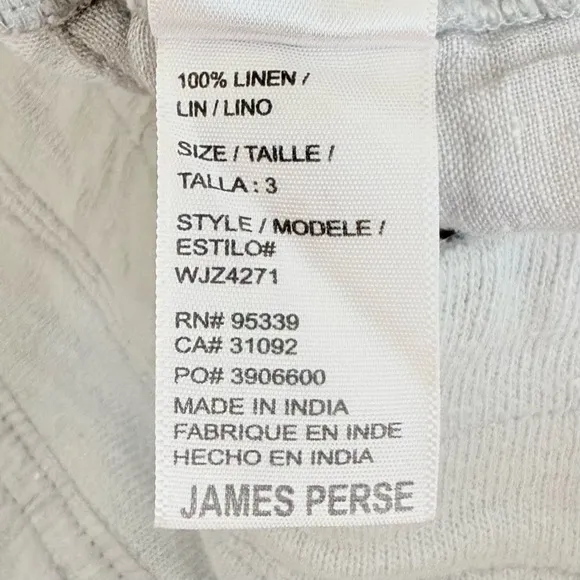 100% LINEN /
LIN / LINO
SIZE / TAILLE /
TALLA : 3
STYLE / MODELE /
ESTILO#
WJZ4271
RN# 95339
CA# 31092
PO# 3906600
MADE IN INDIA
FABRIQUE EN INDE
HECHO EN INDIA
JAMES PERSE